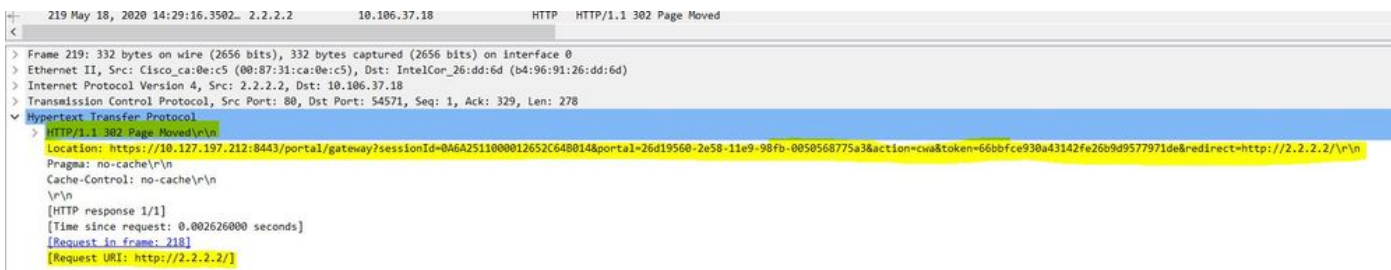 219 May 18, 2020 14:29:16.3502… 2.2.2.2 10.106.37.18 HTTP HTTP/1.1 302 Page Moved
<
> Frame 219: 332 bytes on wire (2656 bits), 332 bytes captured (2656 bits) on interface 0
> Ethernet II, Src: Cisco_ca:0e:c5 (00:87:31:ca:0e:c5), Dst: IntelCor_26:dd:6d (b4:96:91:26:dd:6d)
> Internet Protocol Version 4, Src: 2.2.2.2, Dst: 10.106.37.18
> Transmission Control Protocol, Src Port: 80, Dst Port: 54571, Seq: 1, Ack: 329, Len: 278
Hypertext Transfer Protocol
> HTTP/1.1 302 Page Moved\r\n
Location: https://10.127.197.212:8443/portal/gateway?sessionId=0A6A2511000012652C64B014&portal=26d19560-2e58-11e9-98fb-0050568775a3&action=cwa&token=66bbfce930a43142fe26b9d9577971de&redirect=http://2.2.2.2/\r\n
Pragma: no-cache\r\n
Cache-Control: no-cache\r\n
\r\n
[HTTP response 1/1]
[Time since request: 0.002626000 seconds]
[Request in frame: 218]
[Request URI: http://2.2.2.2/]